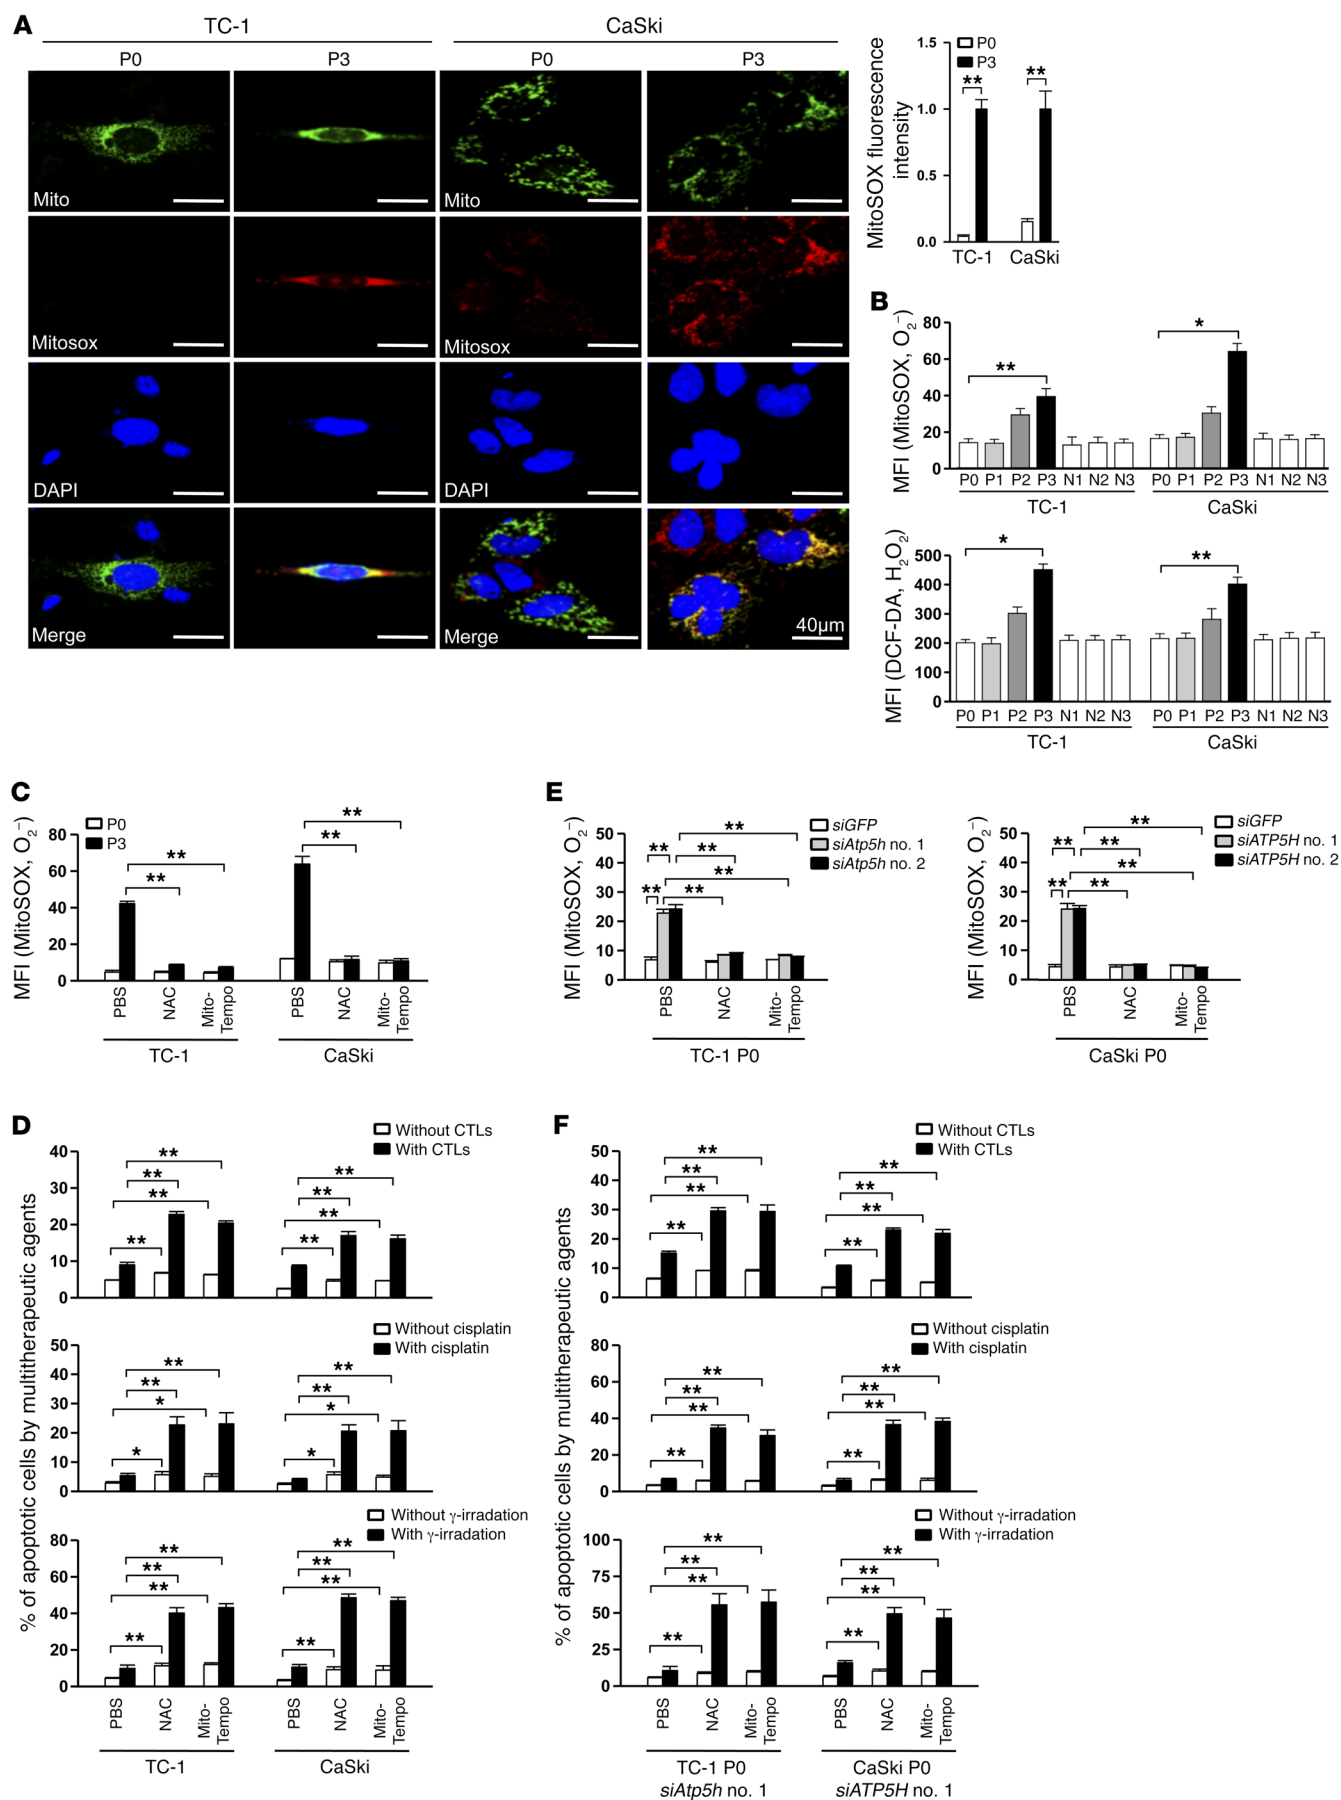 A
TC-1
CaSki
P0
P3
P0
P3
Mito
Mito
Mitosox
Mitosox
DAPI
DAPI
Merge
Merge
40μm
MitoSOX fluorescence
intensity
P0
P3
1.5
1.0
0.5
0.0
**
**
TC-1
CaSki
B
MFI (MitoSOX, O2−)
80
60
40
20
0
**
*
P0 P1 P2 P3 N1 N2 N3
P0 P1 P2 P3 N1 N2 N3
TC-1
CaSki
MFI (DCF-DA, H2O2)
500
400
300
200
100
0
*
**
P0 P1 P2 P3 N1 N2 N3
P0 P1 P2 P3 N1 N2 N3
TC-1
CaSki
C
MFI (MitoSOX, O2−)
P0
P3
80
60
40
20
0
**
**
**
**
PBS
NAC
Mito-
Tempo
PBS
NAC
Mito-
Tempo
TC-1
CaSki
E
MFI (MitoSOX, O2−)
50
40
30
20
10
0
siGFP
siAtp5h no. 1
siAtp5h no. 2
**
**
**
**
**
**
PBS
NAC
Mito-
Tempo
TC-1 P0
MFI (MitoSOX, O2−)
50
40
30
20
10
0
siGFP
siATP5H no. 1
siATP5H no. 2
**
**
**
**
**
**
PBS
NAC
Mito-
Tempo
CaSki P0
D
% of apoptotic cells by multitherapeutic agents
Without CTLs
With CTLs
40
30
20
10
0
**
**
**
**
**
**
**
**
Without cisplatin
With cisplatin
50
40
30
20
10
0
**
**
*
*
**
**
*
*
Without γ-irradiation
With γ-irradiation
80
60
40
20
0
**
**
**
**
**
**
**
**
PBS
NAC
Mito-
Tempo
PBS
NAC
Mito-
Tempo
TC-1
CaSki
F
% of apoptotic cells by multitherapeutic agents
Without CTLs
With CTLs
50
40
30
20
10
0
**
**
**
**
**
**
**
**
Without cisplatin
With cisplatin
80
60
40
20
0
**
**
**
**
**
**
**
**
Without γ-irradiation
With γ-irradiation
100
75
50
25
0
**
**
**
**
**
**
**
**
PBS
NAC
Mito-
Tempo
PBS
NAC
Mito-
Tempo
TC-1 P0
siAtp5h no. 1
CaSki P0
siATP5H no. 1